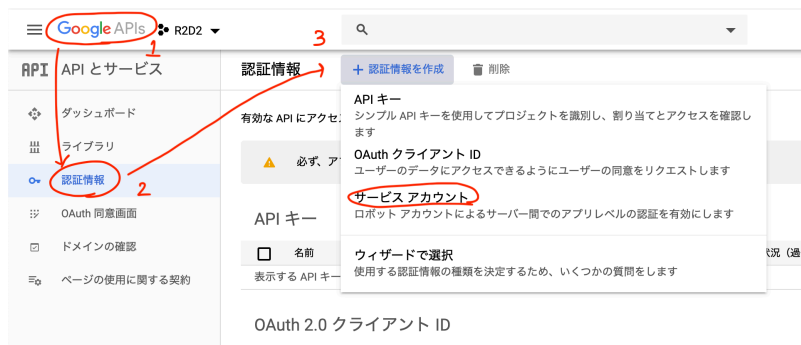 Google APIs
R2D2
1
3
API APIとサービス
認証情報
+ 認証情報を作成
削除
ダッシュボード
ライブラリ
認証情報
2
OAuth 同意画面
ドメインの確認
ページの使用に関する契約
有効な API にアクセス
必ず、ア
API キー
シンプル API キーを使用してプロジェクトを識別し、割り当てとアクセスを確認し
ます
OAuth クライアント ID
ユーザーのデータにアクセスできるようにユーザーの同意をリクエストします
サービス アカウント
ロボット アカウントによるサーバー間でのアプリレベルの認証を有効にします
ウィザードで選択
使用する認証情報の種類を決定するため、いくつかの質問をします
API キー
名前
状況（過
表示する API キー
OAuth 2.0 クライアント ID